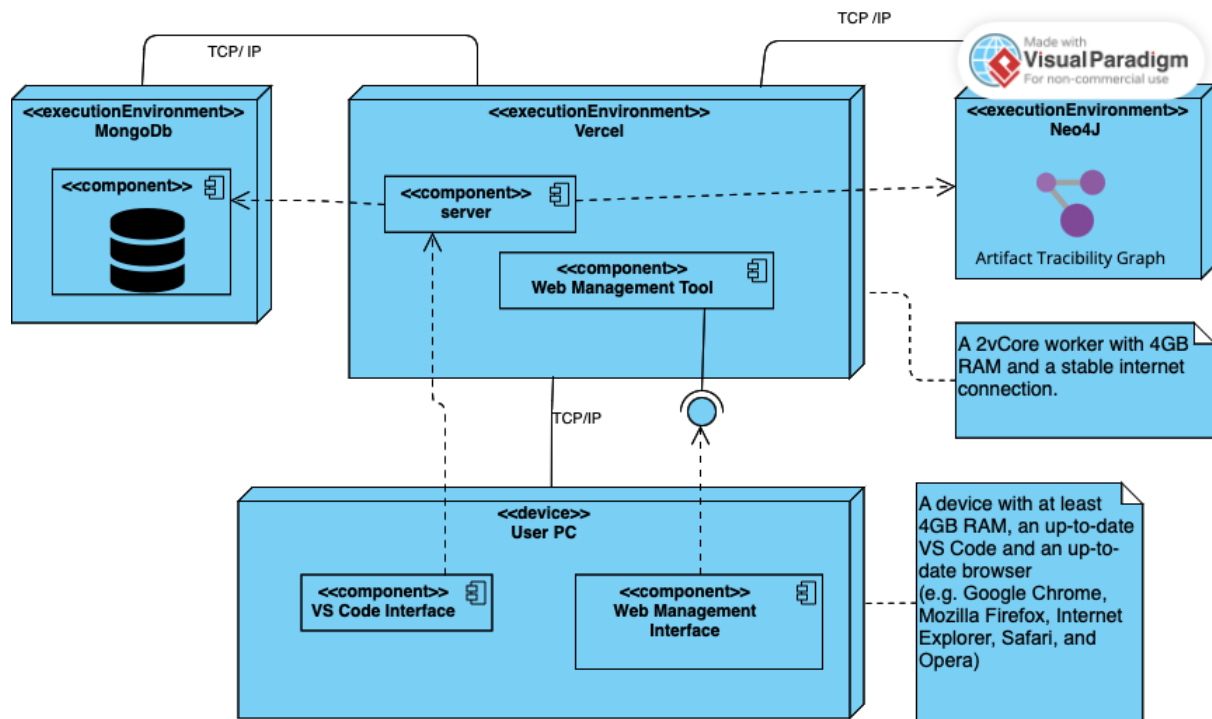 TCP/ IP
TCP /IP
Made with
Visual Paradigm
For non-commercial use
<<executionEnvironment>>
MongoDb
<<component>>
<<executionEnvironment>>
Vercel
<<component>>
server
<<component>>
Web Management Tool
<<executionEnvironment>>
Neo4J
Artifact Tracibility Graph
A 2vCore worker with 4GB
RAM and a stable internet
connection.
TCP/IP
<<device>>
User PC
<<component>>
VS Code Interface
<<component>>
Web Management
Interface
A device with at least
4GB RAM, an up-to-date
VS Code and an up-to-
date browser
(e.g. Google Chrome,
Mozilla Firefox, Internet
Explorer, Safari, and
Opera)